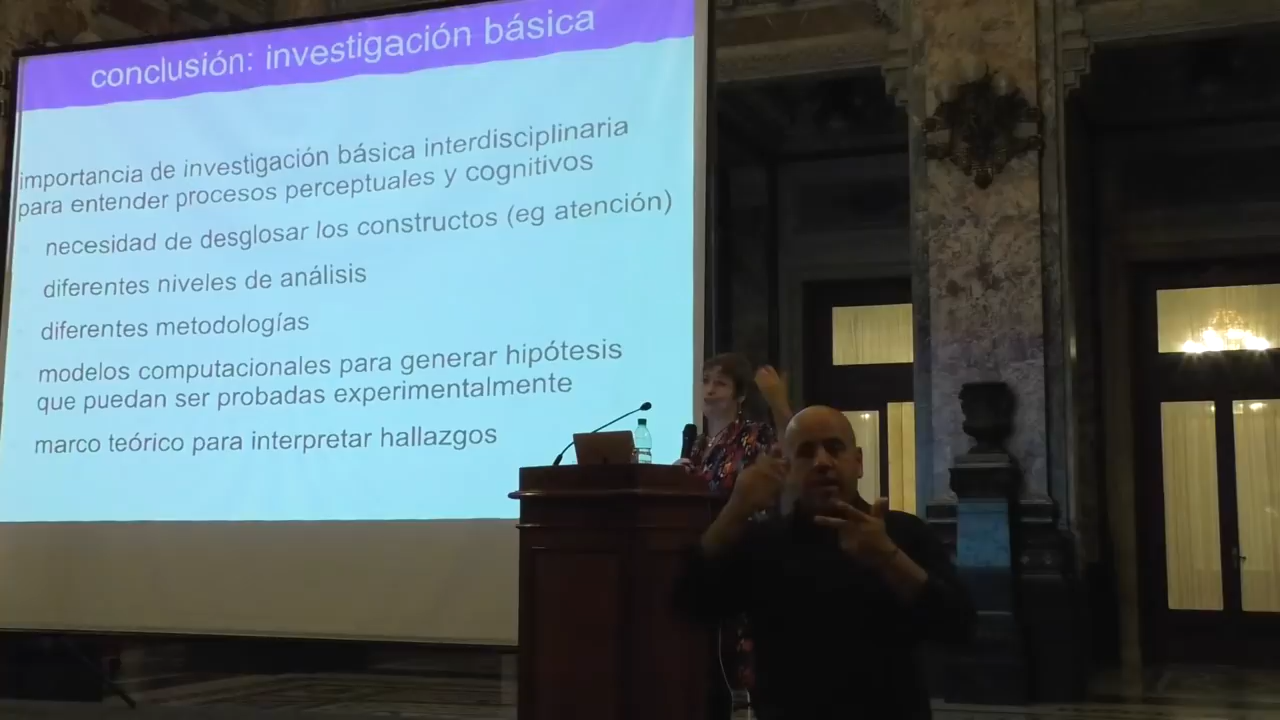 conclusión: investigación básica
importancia de investigación básica interdisciplinaria
para entender procesos perceptuales y cognitivos
necesidad de desglosar los constructos (eg atención)
diferentes niveles de análisis
diferentes metodologías
modelos computacionales para generar hipótesis
que puedan ser probadas experimentalmente
marco teórico para interpretar hallazgos